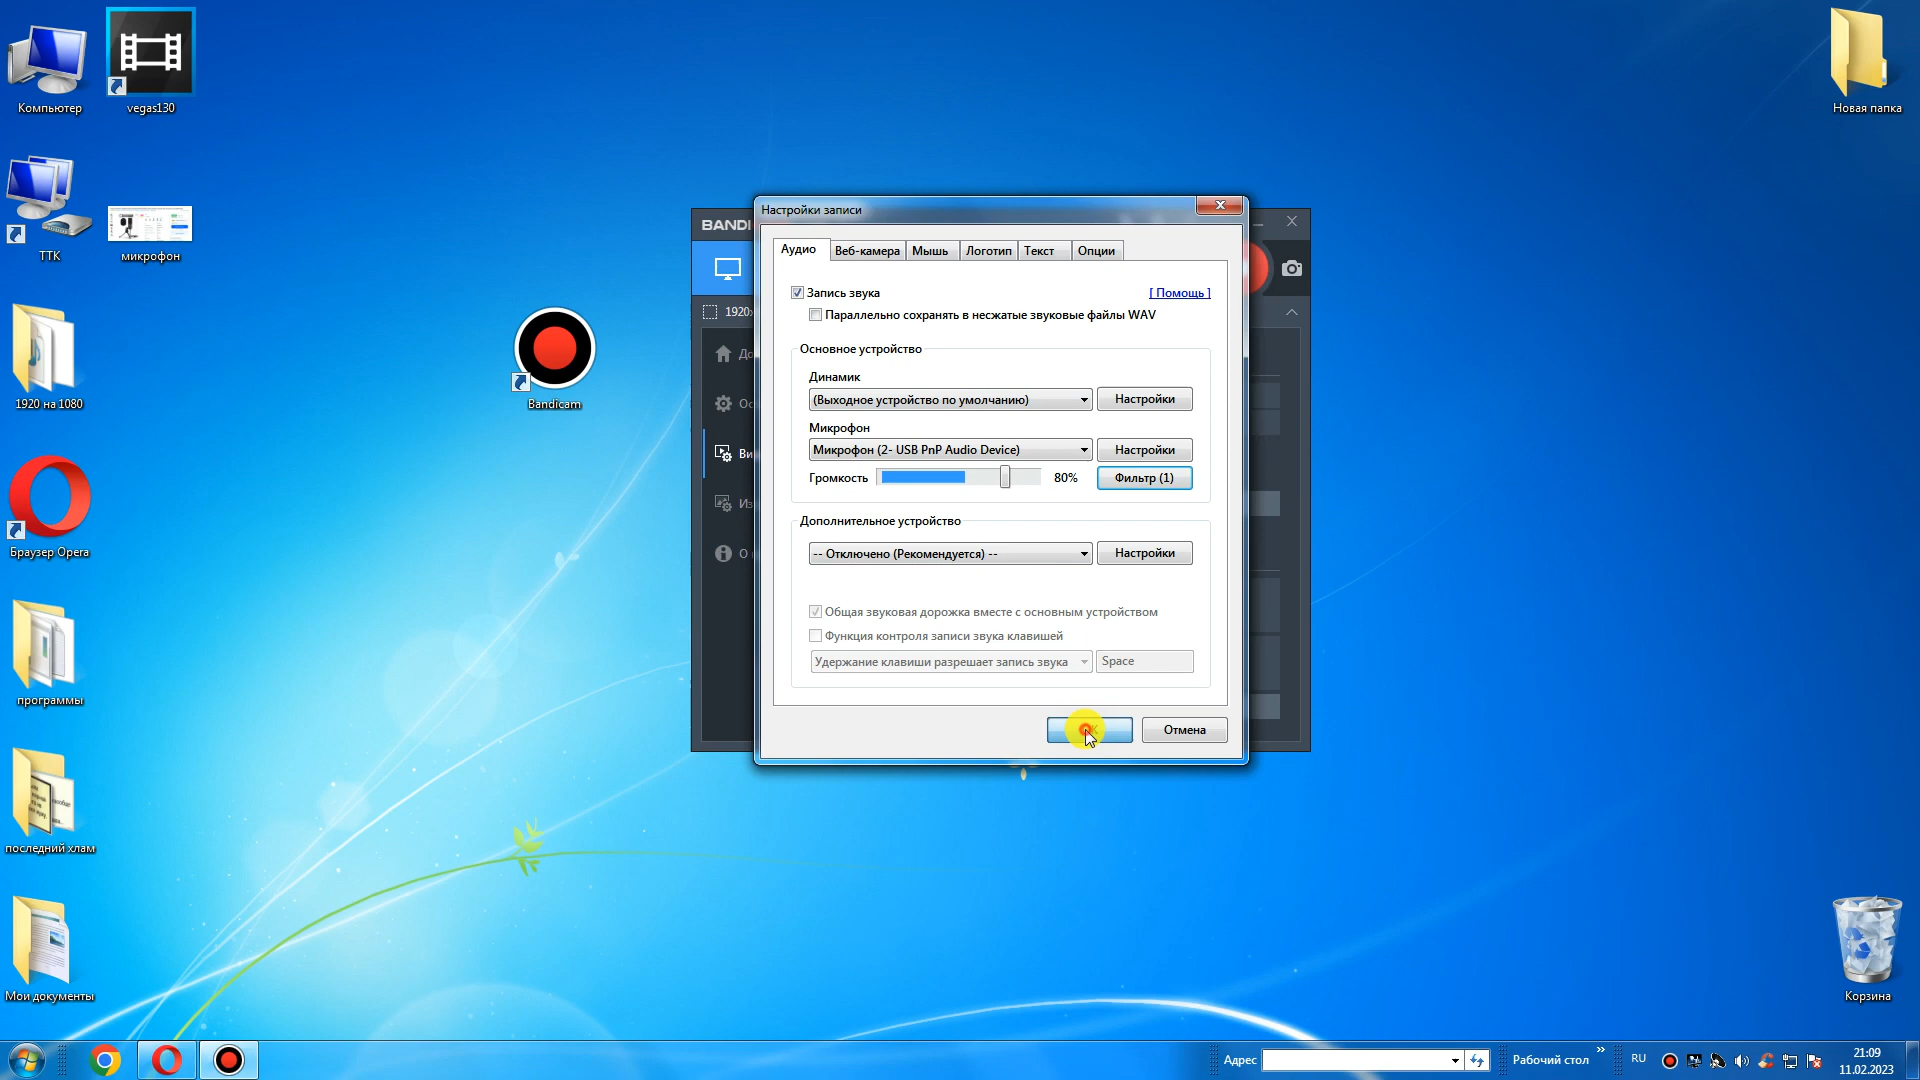 Компьютер
vegas130
Новая папка
ТТК
микрофон
1920 на 1080
Bandicam
Браузер Opera
программы
последний хлам
Мои документы
Корзина
BANDI
1920
До
Ос
Ви
Из
О
Настройки записи
Аудио
Веб-камера
Мышь
Логотип
Текст
Опции
Запись звука
[ Помощь ]
Параллельно сохранять в несжатые звуковые файлы WAV
Основное устройство
Динамик
(Выходное устройство по умолчанию)
Настройки
Микрофон
Микрофон (2- USB PnP Audio Device)
Настройки
Громкость
80%
Фильтр (1)
Дополнительное устройство
-- Отключено (Рекомендуется) --
Настройки
Общая звуковая дорожка вместе с основным устройством
Функция контроля записи звука клавишей
Удержание клавиши разрешает запись звука
Space
Отмена
Адрес
Рабочий стол
»
RU
21:09
11.02.2023